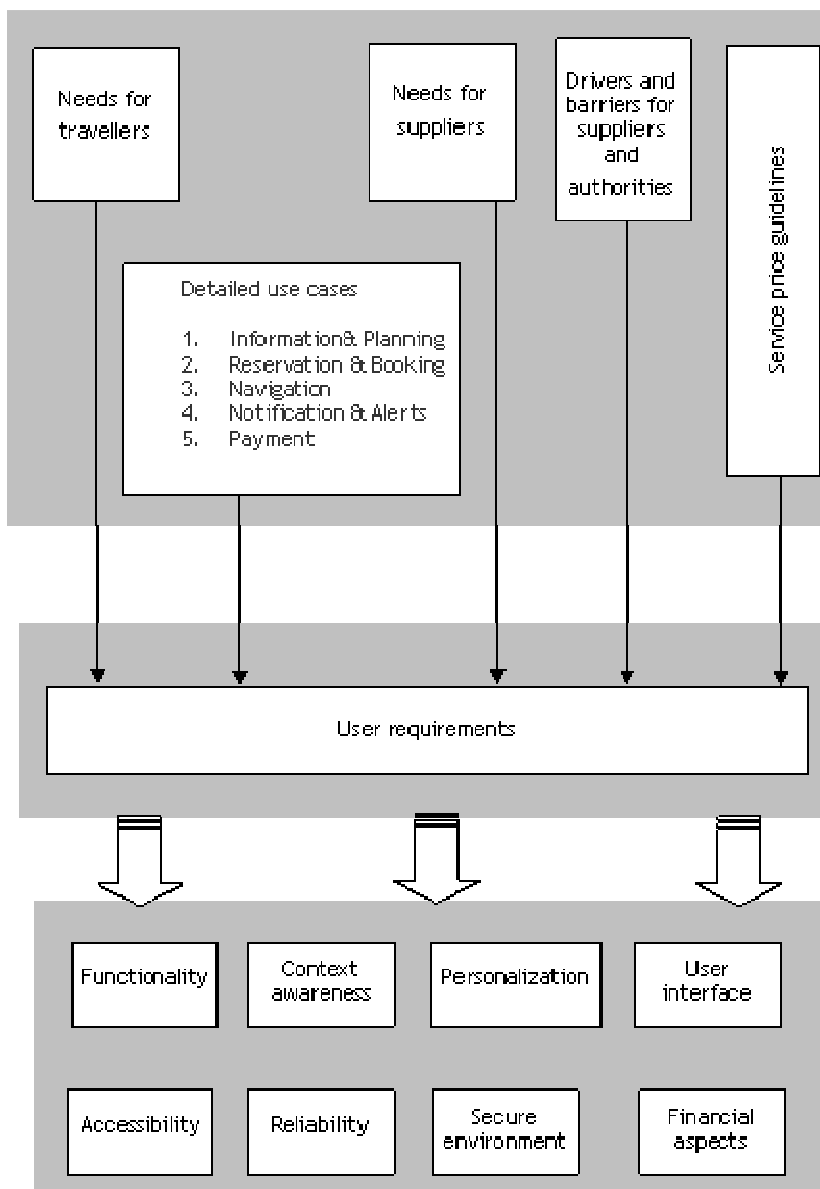 Needs for
travellers
Needs for
suppliers
Drivers and
barriers for
suppliers
and
authorities
Service price guidelines
Detailed use cases
1. Information& Planning
2. Reservation & Booking
3. Navigation
4. Notification & Alerts
5. Payment
User requirements
Functionality
Context
awareness
Personalization
User
interface
Accessibility
Reliability
Secure
environment
Financial
aspects